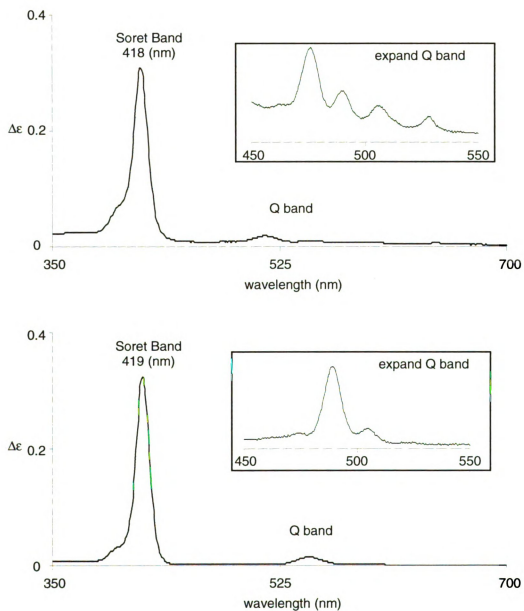 0.4
Soret Band
418 (nm)
expand Q band
450 500 550
Δε 0.2
Q band
0
350 525 700
wavelength (nm)
0.4
Soret Band
419 (nm)
expand Q band
450 500 550
Δε 0.2
Q band
0
350 525 700
wavelength (nm)